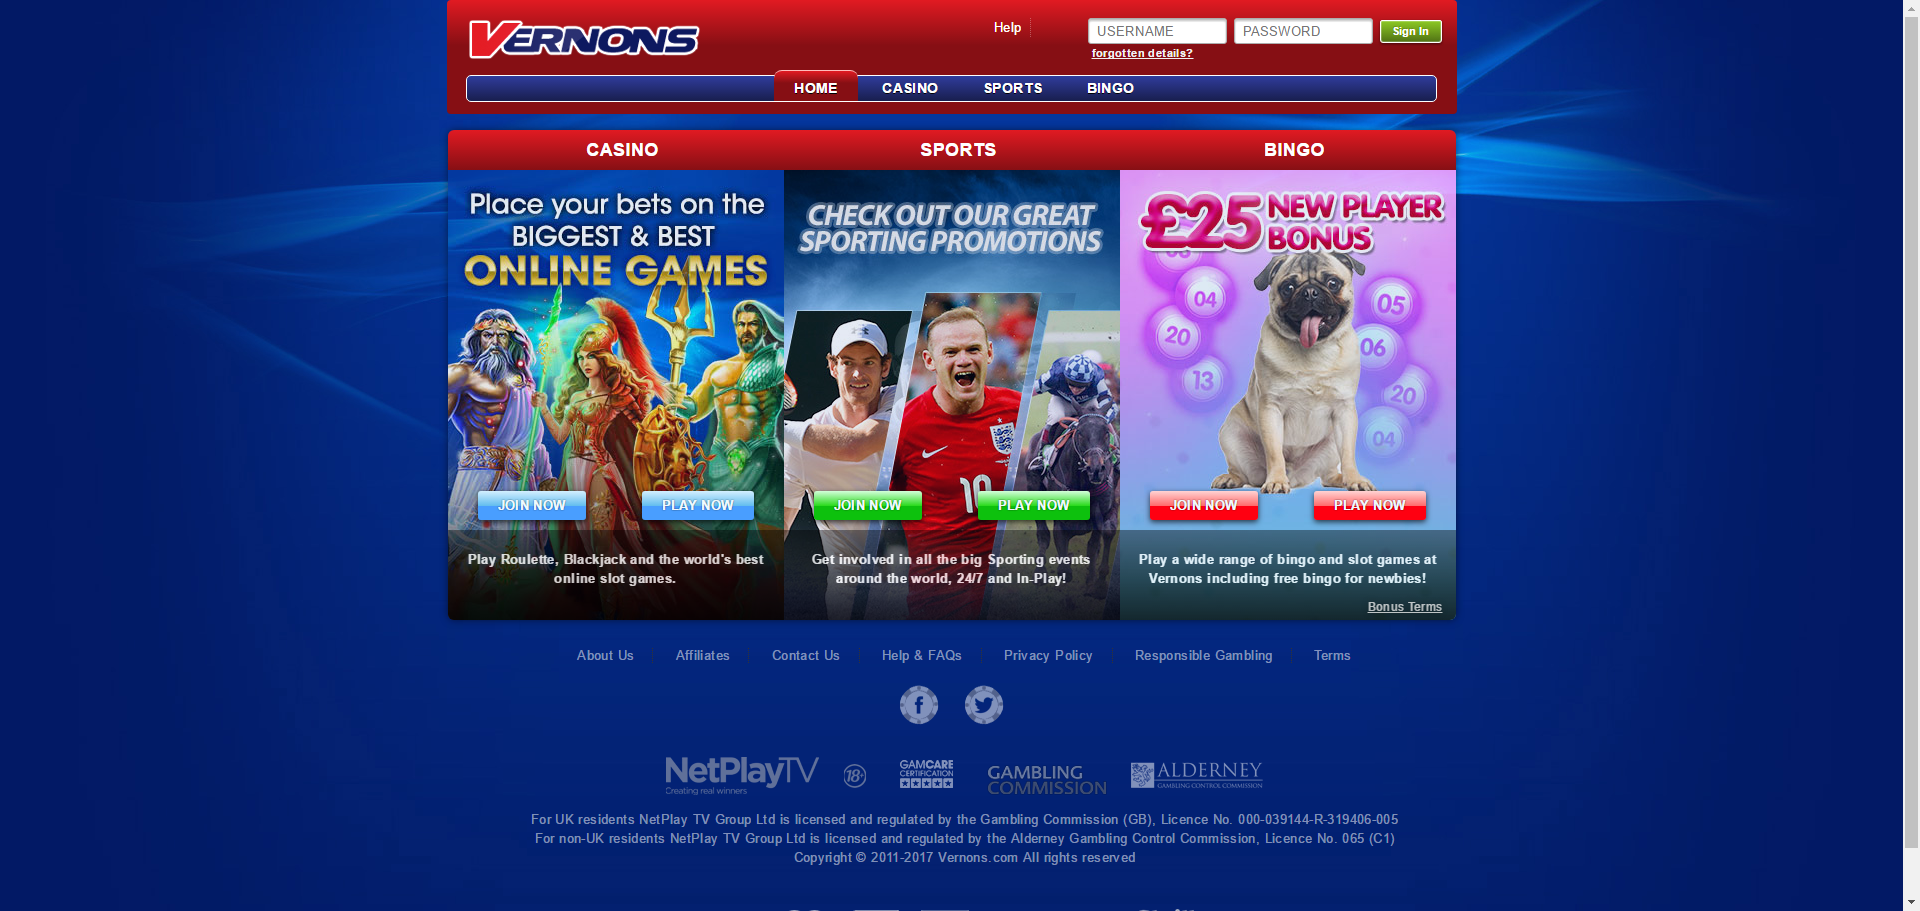 VERNONS
Help
USERNAME
PASSWORD
Sign In
forgotten details?
HOME
CASINO
SPORTS
BINGO
CASINO
SPORTS
BINGO
Place your bets on the
BIGGEST & BEST
ONLINE GAMES
JOIN NOW
PLAY NOW
Play Roulette, Blackjack and the world's best
online slot games.
CHECK OUT OUR GREAT
SPORTING PROMOTIONS
10
JOIN NOW
PLAY NOW
Get involved in all the big Sporting events
around the world, 24/7 and In-Play!
£25 NEW PLAYER
BONUS
03
04
05
20
06
13
20
04
JOIN NOW
PLAY NOW
Play a wide range of bingo and slot games at
Vernons including free bingo for newbies!
Bonus Terms
About Us
Affiliates
Contact Us
Help & FAQs
Privacy Policy
Responsible Gambling
Terms
NetPlayTV
Creating real winners
18+
GAMCARE
CERTIFICATION
GAMBLING
COMMISSION
ALDERNEY
GAMBLING CONTROL COMMISSION
For UK residents NetPlay TV Group Ltd is licensed and regulated by the Gambling Commission (GB), Licence No. 000-039144-R-319406-005
For non-UK residents NetPlay TV Group Ltd is licensed and regulated by the Alderney Gambling Control Commission, Licence No. 065 (C1)
Copyright © 2011-2017 Vernons.com All rights reserved